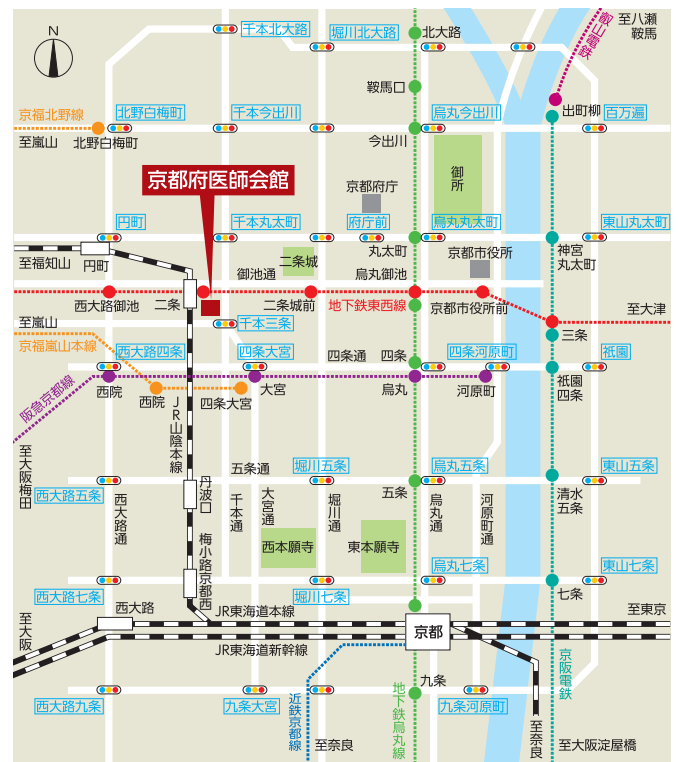 千本北大路
堀川北大路
北大路
叡山電鉄
至八瀬
鞍馬
N
鞍馬口
出町柳
京福北野線
北野白梅町
千本今出川
烏丸今出川
百万遍
至嵐山
北野白梅町
今出川
御所
京都府医師会館
京都府庁
円町
千本丸太町
府庁前
烏丸丸太町
東山丸太町
丸太町
京都市役所
神宮
丸太町
至福知山
円町
二条城
御池通
烏丸御池
西大路御池
二条
二条城前
地下鉄東西線
京都市役所前
至大津
至嵐山
千本三条
三条
京福嵐山本線
西大路四条
四条大宮
四条通
四条
四条河原町
祇園
阪急京都線
西院
西院
四条大宮
大宮
烏丸
河原町
祇園
四条
JR山陰本線
至大阪梅田
五条通
堀川五条
烏丸五条
東山五条
西大路五条
丹波口
五条
清水
五条
西大路通
千本通
大宮通
堀川通
烏丸通
河原町通
梅小路京都西
西本願寺
東本願寺
烏丸七条
東山七条
西大路七条
堀川七条
七条
西大路
JR東海道本線
至東京
至大阪
京都
JR東海道新幹線
京阪電鉄
九条
西大路九条
九条大宮
近鉄京都線
地下鉄烏丸線
九条河原町
至奈良
至奈良
至大阪淀屋橋